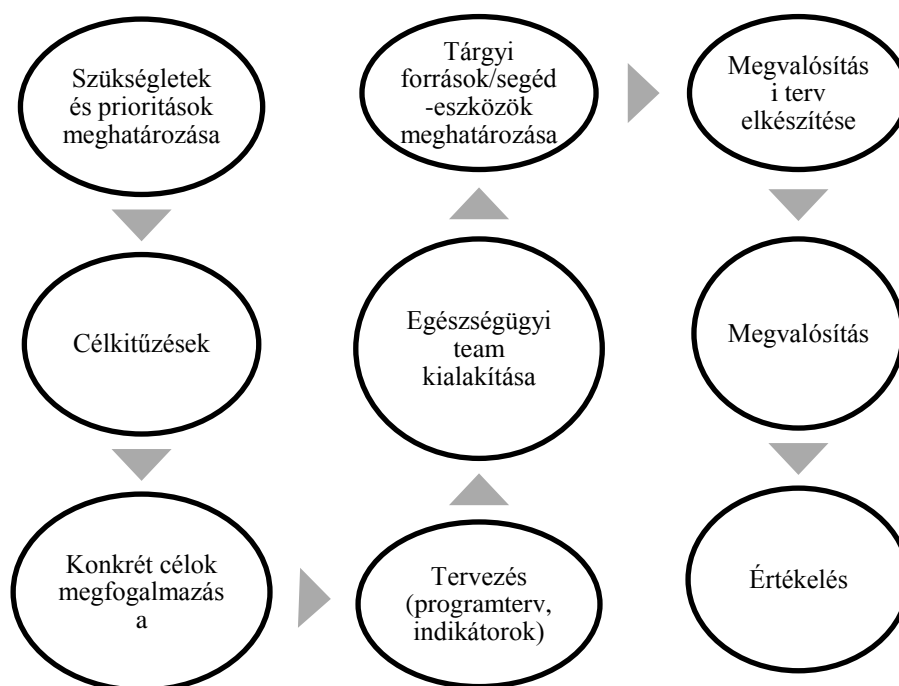 Szükségletek
és prioritások
meghatározása
Célkitűzések
Konkrét célok
megfogalmazás
a
Tervezés
(programterv,
indikátorok)
Egészségügyi
team
kialakítása
Tárgyi
források/segéd
-eszközök
meghatározása
Megvalósítás
i terv
elkészítése
Megvalósítás
Értékelés